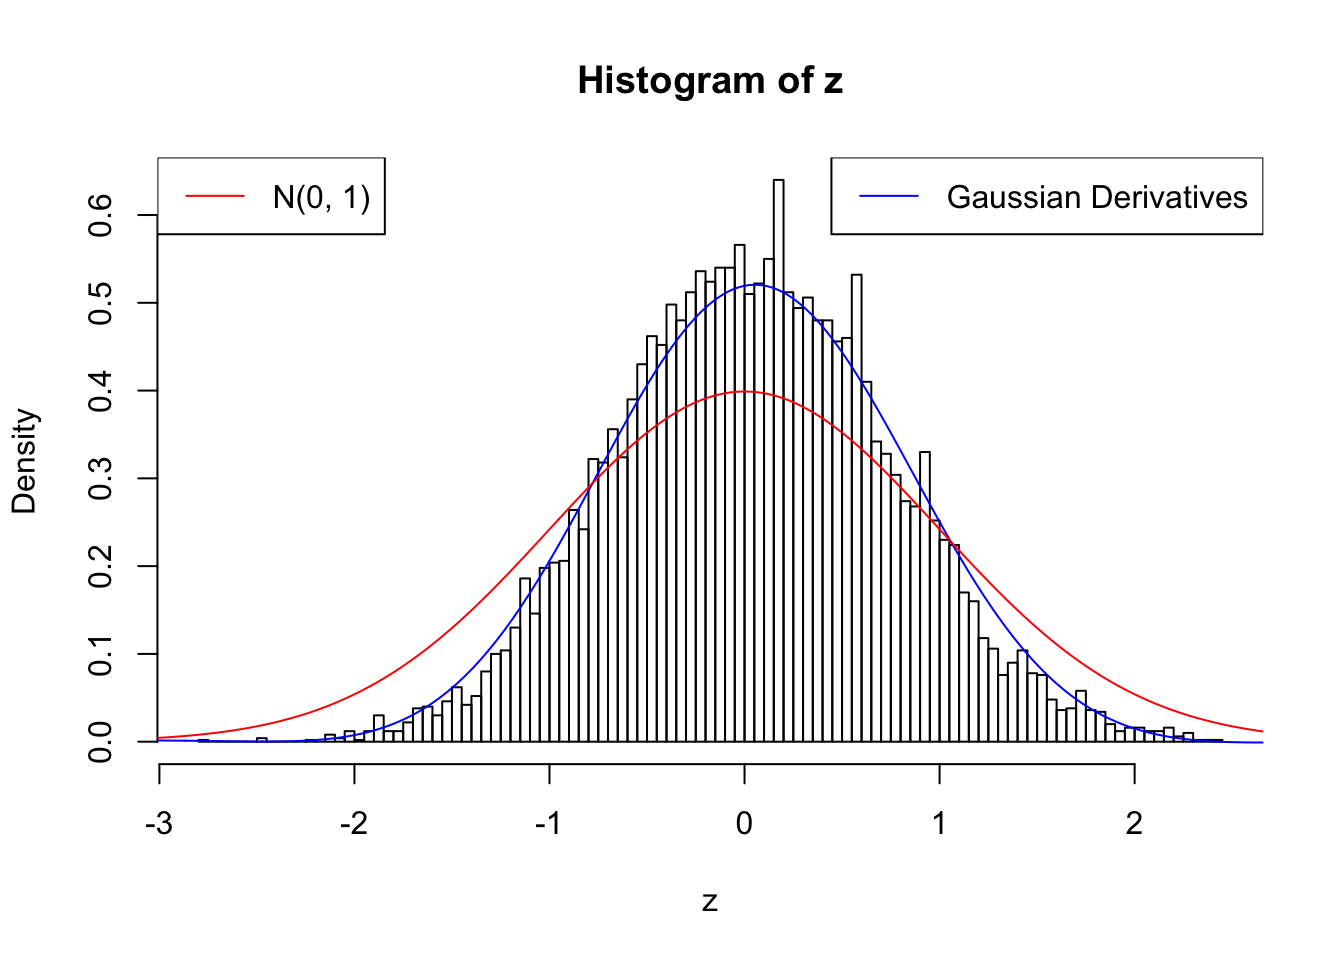 Histogram of z
N(0, 1)
Gaussian Derivatives
Density
0.6
0.5
0.4
0.3
0.2
0.1
0.0
-3 -2 -1 0 1 2
z